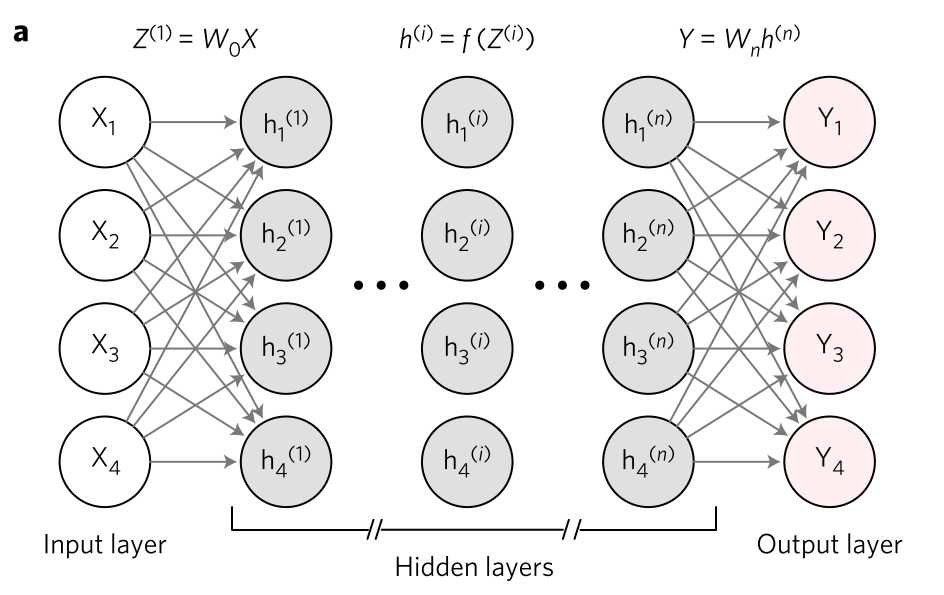 a
Z⁽¹⁾ = W₀X
h⁽ⁱ⁾ = f (Z⁽ⁱ⁾)
Y = Wₙh⁽ⁿ⁾
X₁ h₁⁽¹⁾ h₁⁽ⁱ⁾ h₁⁽ⁿ⁾ Y₁
X₂ h₂⁽¹⁾ h₂⁽ⁱ⁾ h₂⁽ⁿ⁾ Y₂
X₃ h₃⁽¹⁾ h₃⁽ⁱ⁾ h₃⁽ⁿ⁾ Y₃
X₄ h₄⁽¹⁾ h₄⁽ⁱ⁾ h₄⁽ⁿ⁾ Y₄
Input layer
Hidden layers
Output layer